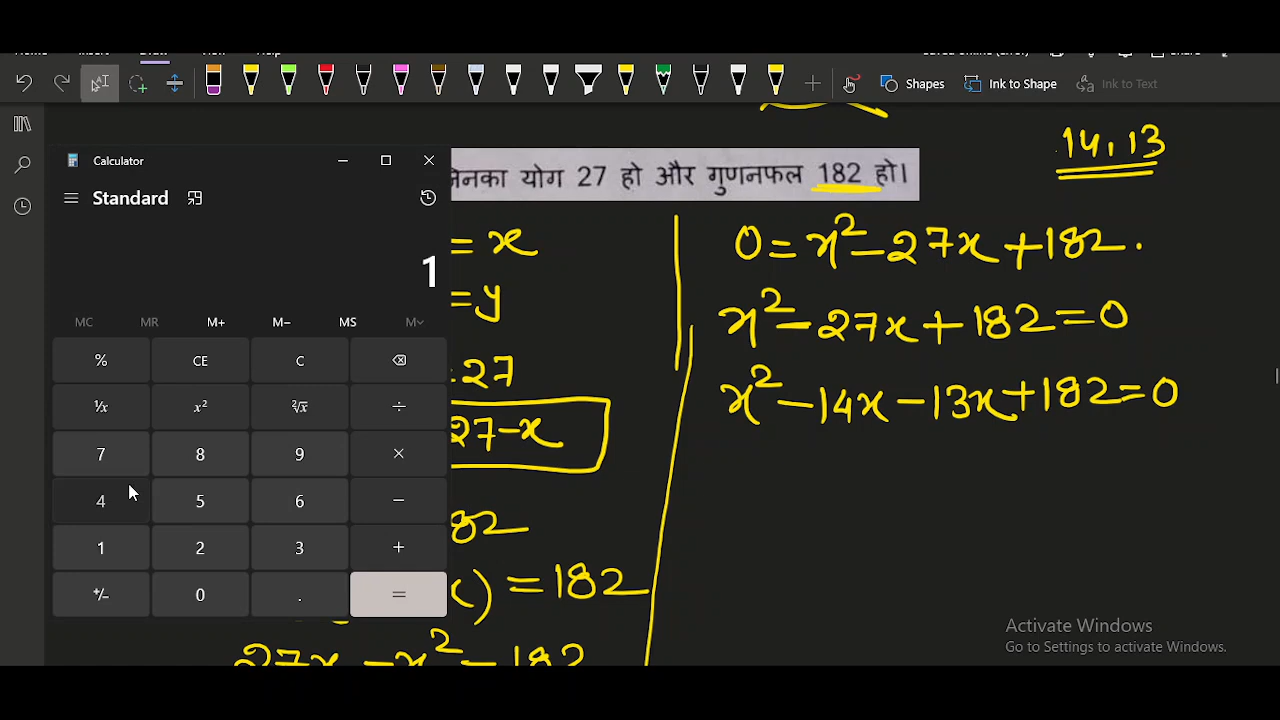 Shapes
Ink to Shape
Ink to Text
14, 13
Calculator
Standard
1
MC MR M+ M− MS M˅
% CE C
¹/x x² ²√x ÷
7 8 9 ×
4 5 6 −
1 2 3 +
+/− 0 . =
योग 27 हो और गुणनफल 182 हो।
= x
= y
27
27-x
82
) = 182
27x - x² = 182
0 = x² - 27x + 182.
x² - 27x + 182 = 0
x² - 14x - 13x + 182 = 0
Activate Windows
Go to Settings to activate Windows.